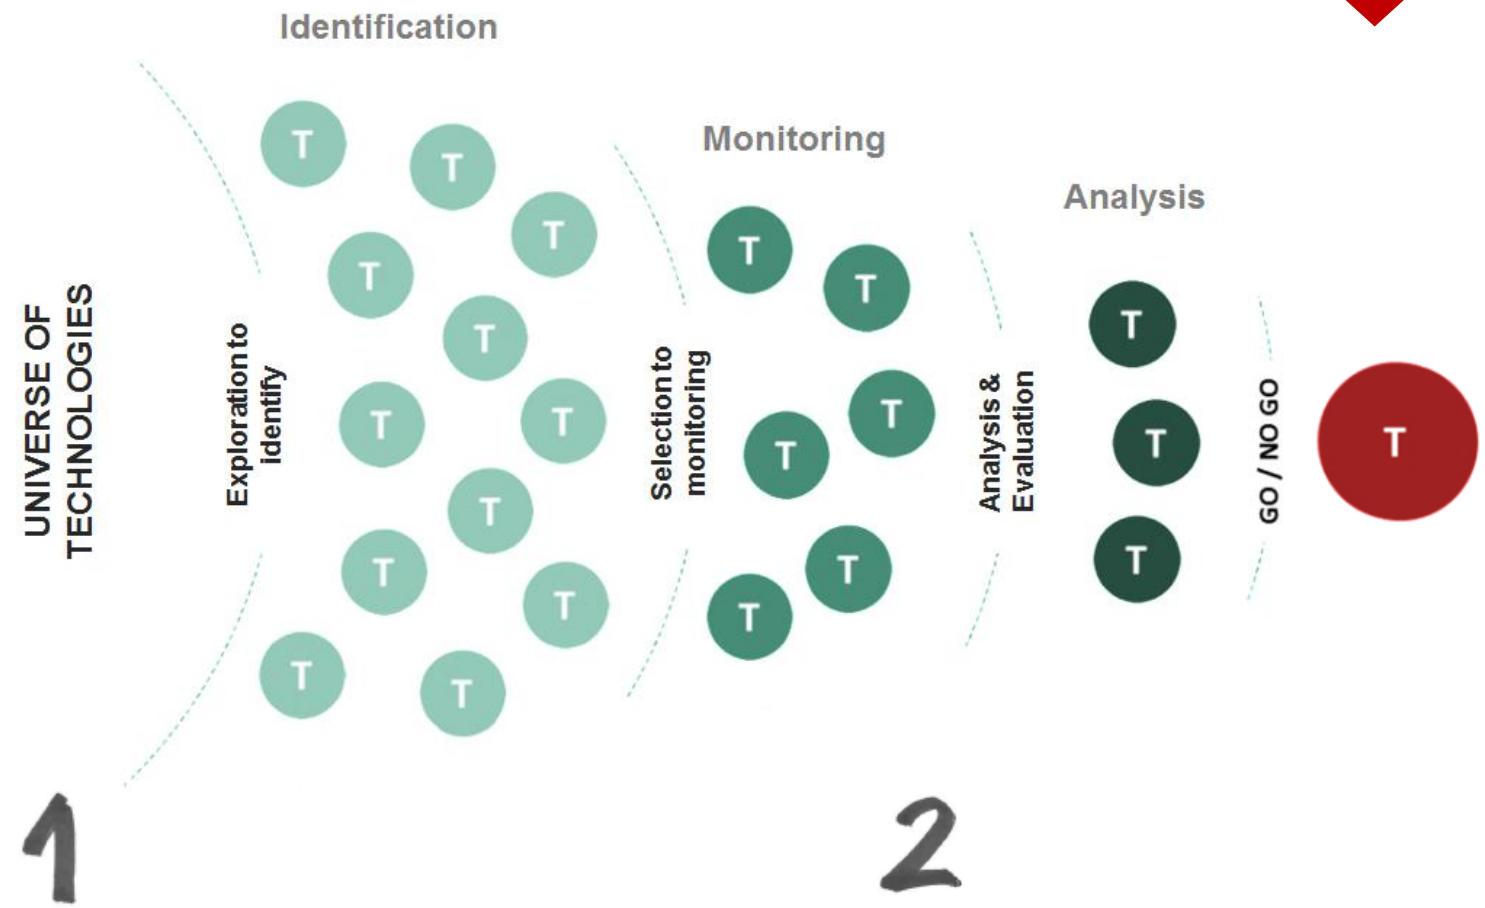 Identification
Monitoring
Analysis
UNIVERSE OF
TECHNOLOGIES
Exploration to
identify
T
T
T
T
T
T
T
T
T
T
T
T
Selection to
monitoring
T
T
T
T
T
T
Analysis &
Evaluation
T
T
T
GO / NO GO
T
1
2